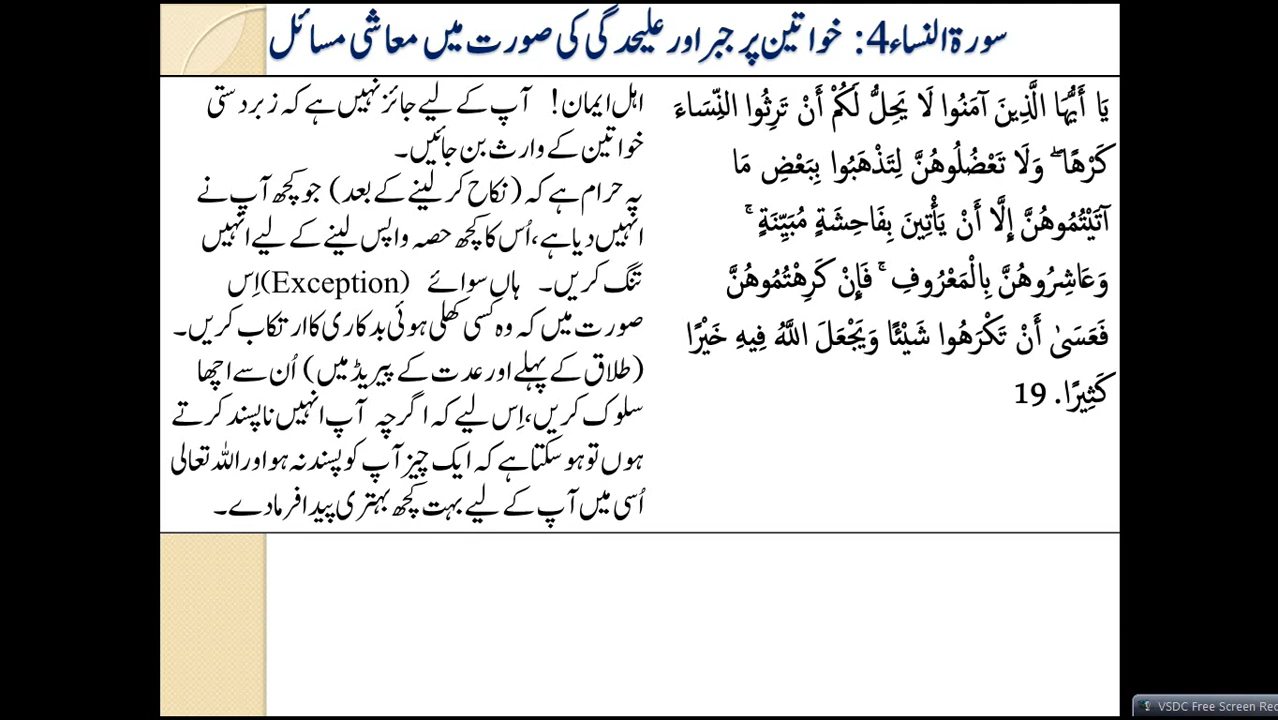 سورۃ النساء4: خواتین پر جبر اور علیحدگی کی صورت میں معاشی مسائل
يَا أَيُّهَا الَّذِينَ آمَنُوا لَا يَحِلُّ لَكُمْ أَنْ تَرِثُوا النِّسَاءَ
كَرْهًا ۖ وَلَا تَعْضُلُوهُنَّ لِتَذْهَبُوا بِبَعْضِ مَا
آتَيْتُمُوهُنَّ إِلَّا أَنْ يَأْتِينَ بِفَاحِشَةٍ مُبَيِّنَةٍ ۚ
وَعَاشِرُوهُنَّ بِالْمَعْرُوفِ ۚ فَإِنْ كَرِهْتُمُوهُنَّ
فَعَسَىٰ أَنْ تَكْرَهُوا شَيْئًا وَيَجْعَلَ اللَّهُ فِيهِ خَيْرًا
كَثِيرًا. 19
اہل ایمان! آپ کے لیے جائز نہیں ہے کہ زبردستی
خواتین کے وارث بن جائیں۔
یہ حرام ہے کہ (نکاح کر لینے کے بعد) جو کچھ آپ نے
انہیں دیا ہے، اُس کا کچھ حصہ واپس لینے کے لیے انہیں
تنگ کریں۔ ہاں سوائے (Exception) اِس
صورت میں کہ وہ کسی کھلی ہوئی بدکاری کا ارتکاب کریں۔
(طلاق کے پہلے اور عدت کے پیریڈ میں) اُن سے اچھا
سلوک کریں، اِس لیے کہ اگرچہ آپ انہیں ناپسند کرتے
ہوں تو ہو سکتا ہے کہ ایک چیز آپ کو پسند نہ ہو اور اللہ تعالی
اُسی میں آپ کے لیے بہت کچھ بہتری پیدا فرما دے۔
VSDC Free Screen Rec